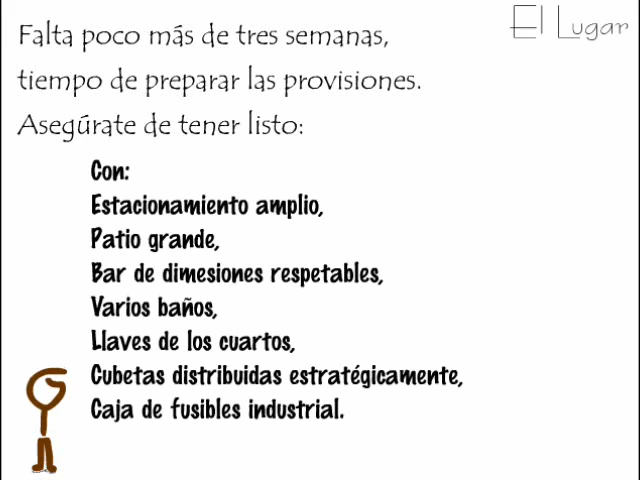 El Lugar
Falta poco más de tres semanas,
tiempo de preparar las provisiones.
Asegúrate de tener listo:
Con:
Estacionamiento amplio,
Patio grande,
Bar de dimesiones respetables,
Varios baños,
Llaves de los cuartos,
Cubetas distribuidas estratégicamente,
Caja de fusibles industrial.